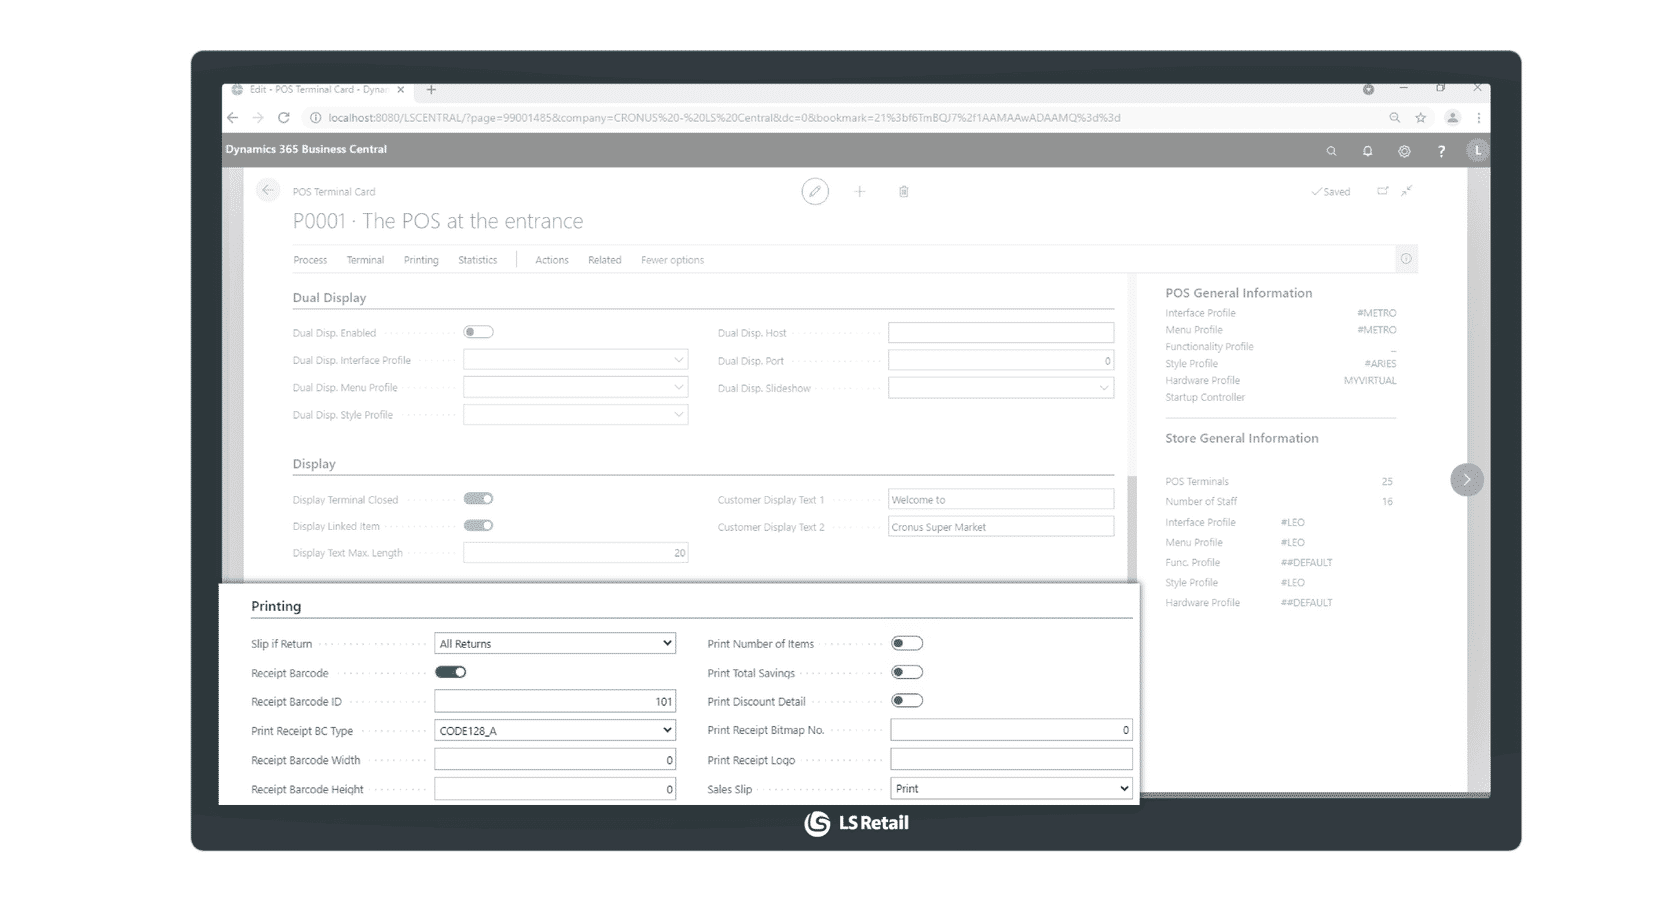 Edit - POS Terminal Card - Dynam
localhost:8080/LSCENTRAL/?page=99001485&company=CRONUS%20-%20LS%20Central&dc=0&bookmark=21%3bf6TmBQJ7%2f1AAMAAwADAAMQ%3d%3d
Dynamics 365 Business Central
?
L
POS Terminal Card
Saved
P0001 · The POS at the entrance
Process
Terminal
Printing
Statistics
Actions
Related
Fewer options
Dual Display
Dual Disp. Enabled
Dual Disp. Interface Profile
Dual Disp. Menu Profile
Dual Disp. Style Profile
Dual Disp. Host
Dual Disp. Port 0
Dual Disp. Slideshow
Display
Display Terminal Closed
Display Linked Item
Display Text Max. Length 20
Customer Display Text 1 Welcome to
Customer Display Text 2 Cronus Super Market
Printing
Slip if Return All Returns
Receipt Barcode
Receipt Barcode ID 101
Print Receipt BC Type CODE128_A
Receipt Barcode Width 0
Receipt Barcode Height 0
Print Number of Items
Print Total Savings
Print Discount Detail
Print Receipt Bitmap No. 0
Print Receipt Logo
Sales Slip Print
POS General Information
Interface Profile #METRO
Menu Profile #METRO
Functionality Profile _
Style Profile #ARIES
Hardware Profile MYVIRTUAL
Startup Controller
Store General Information
POS Terminals 25
Number of Staff 16
Interface Profile #LEO
Menu Profile #LEO
Func. Profile ##DEFAULT
Style Profile #LEO
Hardware Profile ##DEFAULT
LS Retail